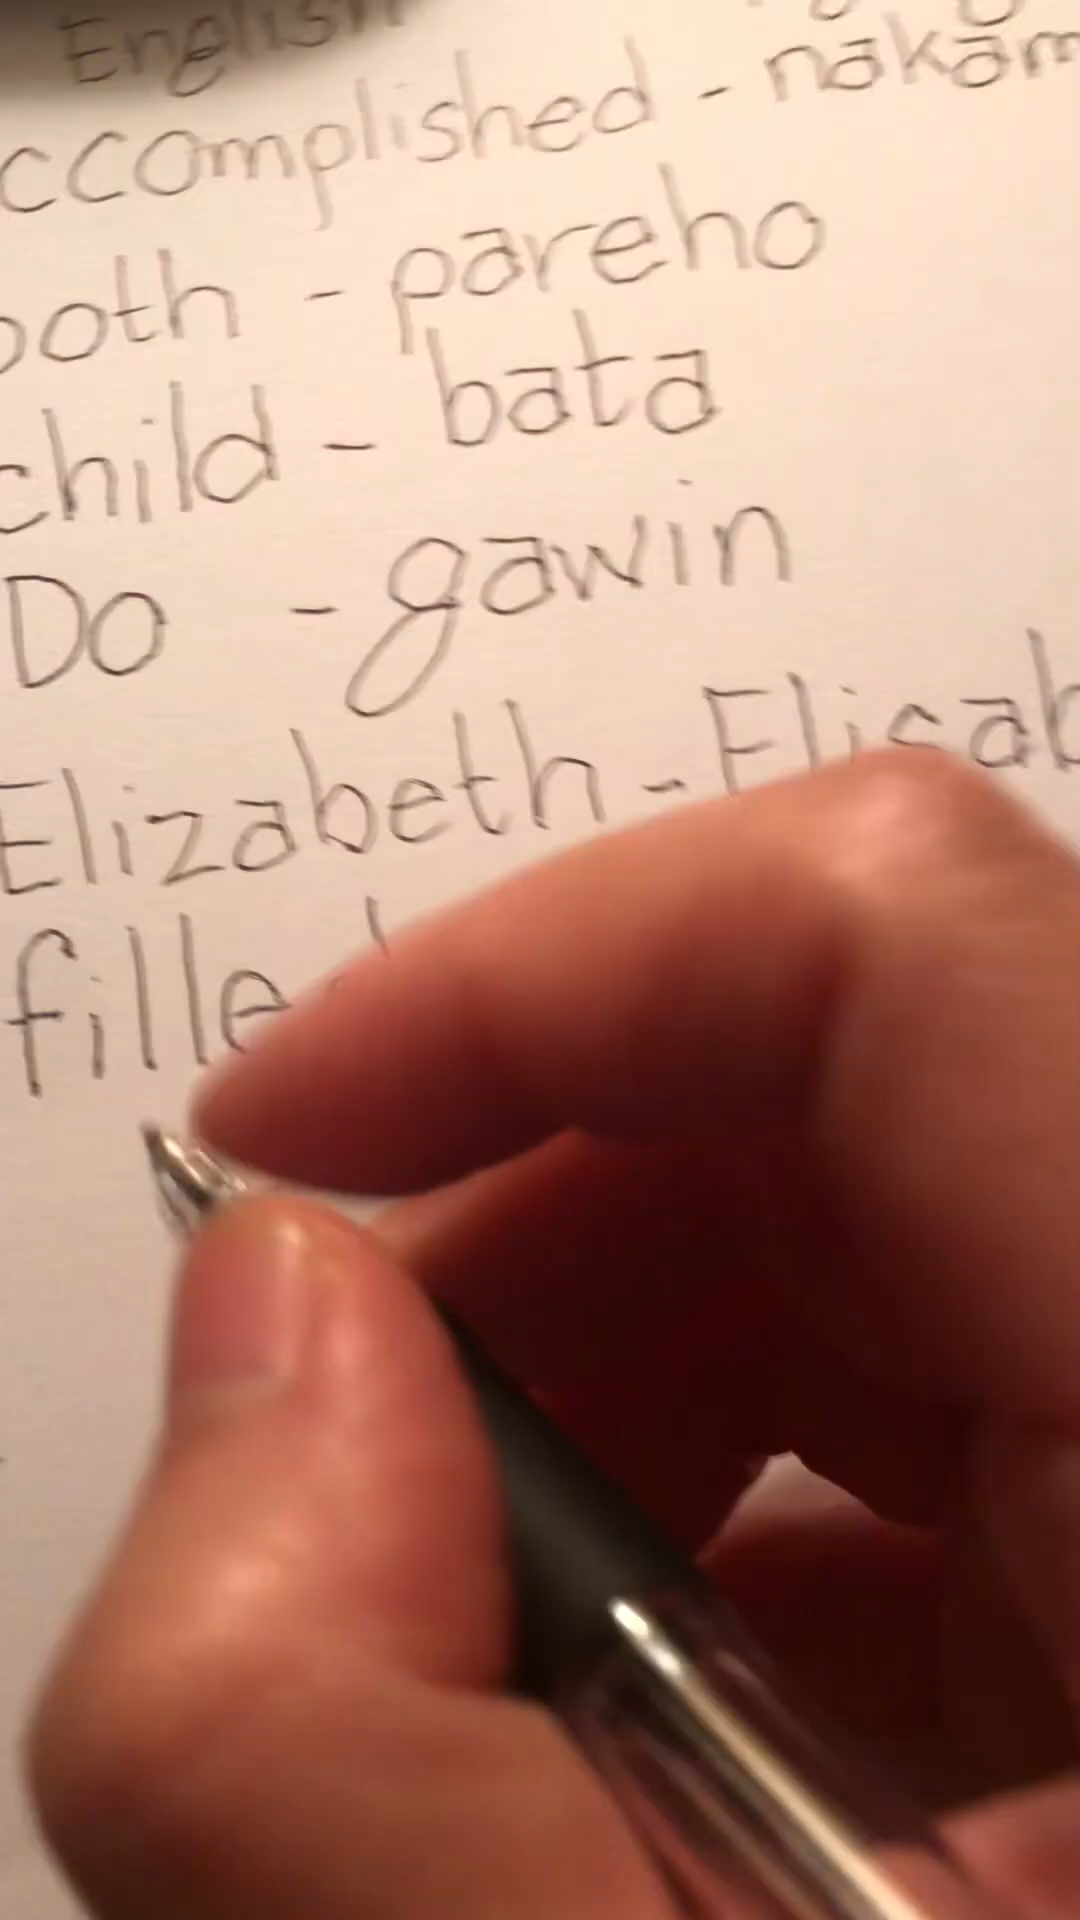 English
ccomplished - nakam
both - pareho
child - bata
Do - gawin
Elizabeth - Elisab
fille